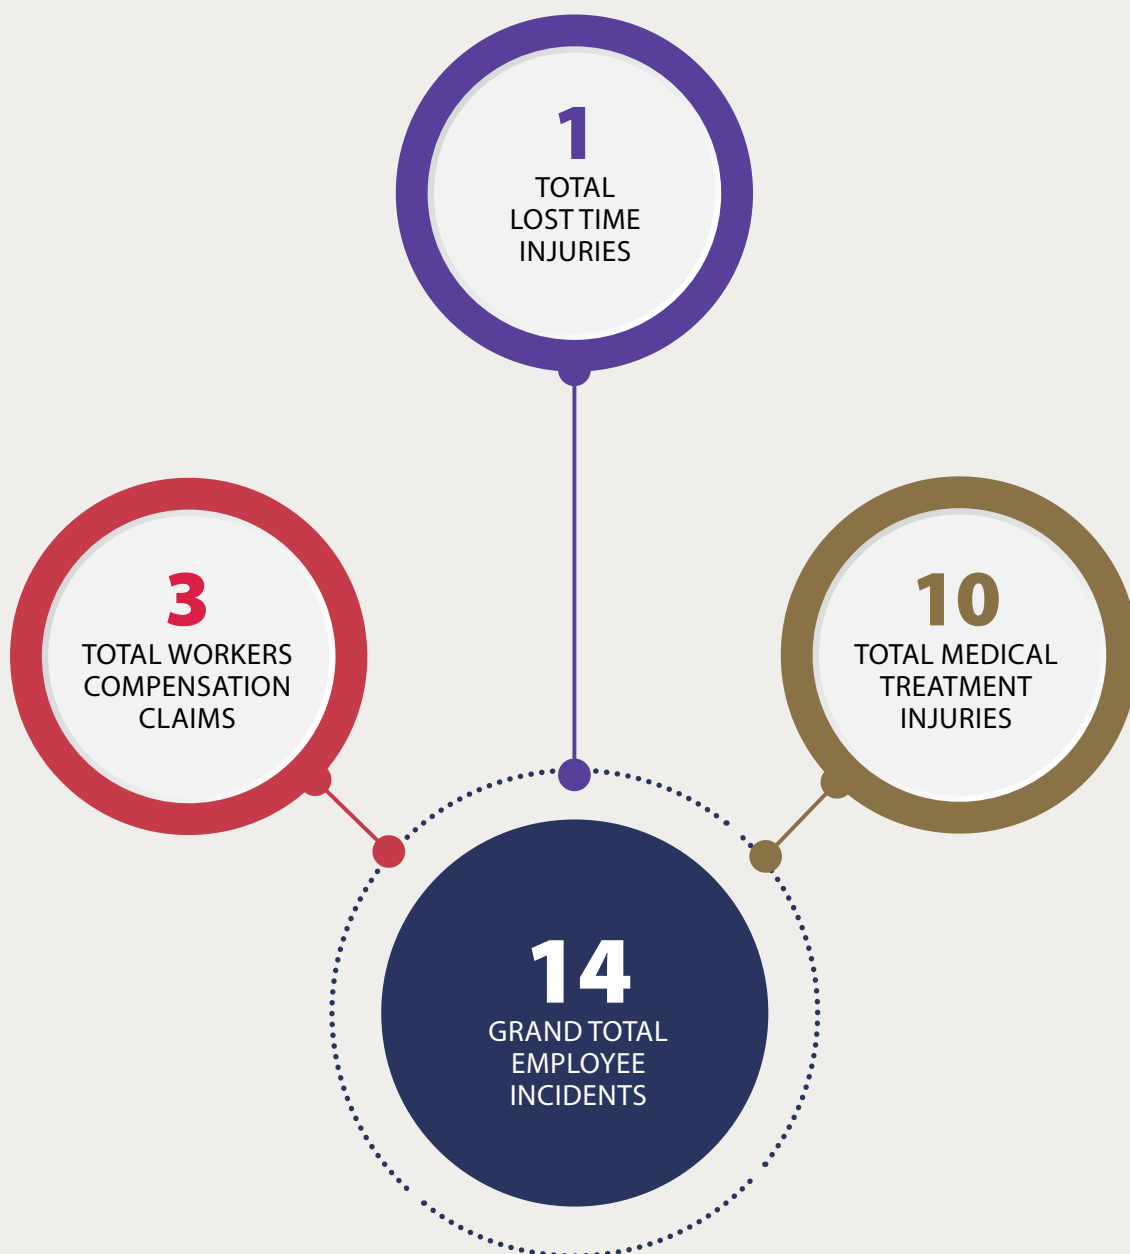 1
TOTAL
LOST TIME
INJURIES
3
TOTAL WORKERS
COMPENSATION
CLAIMS
10
TOTAL MEDICAL
TREATMENT
INJURIES
14
GRAND TOTAL
EMPLOYEE
INCIDENTS